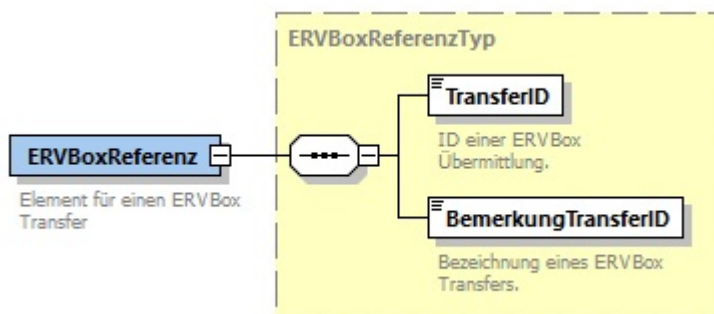 ERVBoxReferenzTyp
TransferID
ID einer ERVBox
Übermittlung.
ERVBoxReferenz
Element für einen ERVBox
Transfer
BemerkungTransferID
Bezeichnung eines ERVBox
Transfers.